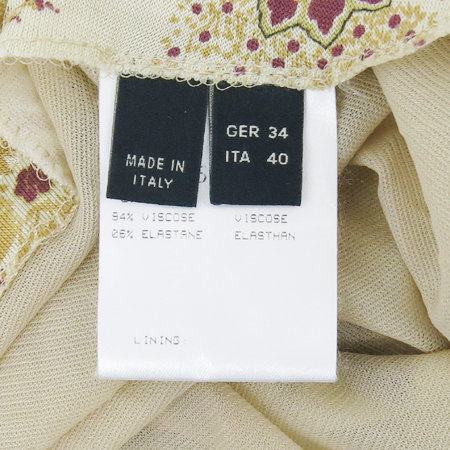 MADE IN
ITALY
GER 34
ITA 40
94% VISCOSE VISCOSE
06% ELASTANE ELASTHAN
LINING: